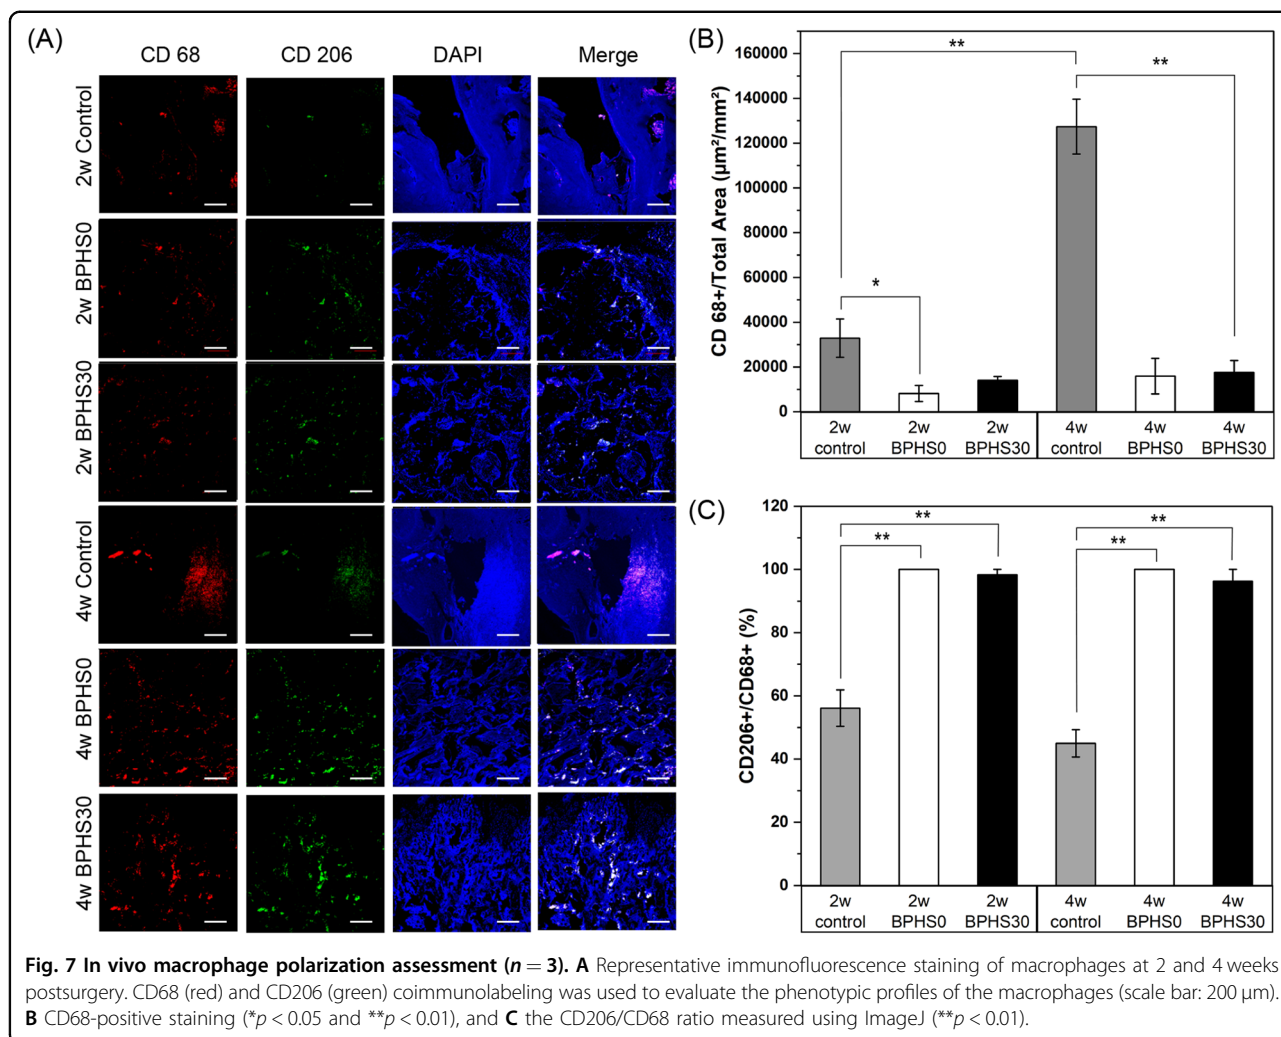 (A)
CD 68 CD 206 DAPI Merge
2w Control
2w BPHS0
2w BPHS30
4w Control
4w BPHS0
4w BPHS30
(B)
CD 68+/Total Area (µm²/mm²)
160000
140000
120000
100000
80000
60000
40000
20000
0
**
**
*
2w control
2w BPHS0
2w BPHS30
4w control
4w BPHS0
4w BPHS30
(C)
CD206+/CD68+ (%)
120
100
80
60
40
20
0
**
**
**
**
2w control
2w BPHS0
2w BPHS30
4w control
4w BPHS0
4w BPHS30
Fig. 7 In vivo macrophage polarization assessment (n = 3). A Representative immunofluorescence staining of macrophages at 2 and 4 weeks
postsurgery. CD68 (red) and CD206 (green) coimmunolabeling was used to evaluate the phenotypic profiles of the macrophages (scale bar: 200 µm).
B CD68-positive staining (*p < 0.05 and **p < 0.01), and C the CD206/CD68 ratio measured using ImageJ (**p < 0.01).